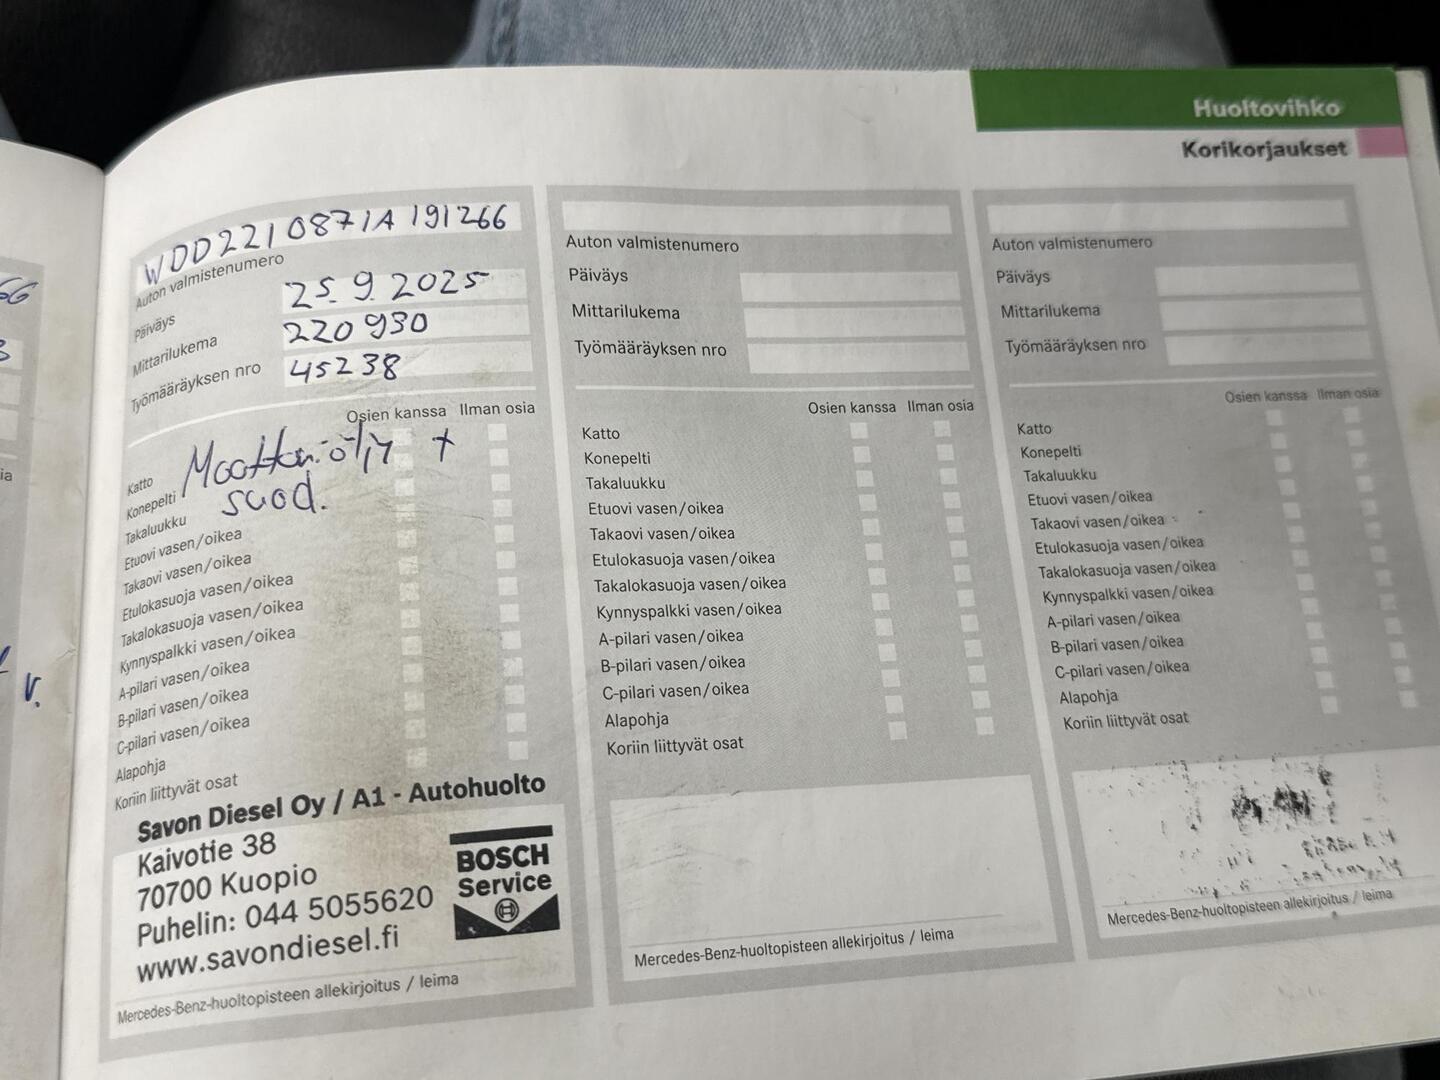 Huoltovihko
Korikorjaukset
WDD2210871A191266
Auton valmistenumero
Päiväys 25.9.2025
Mittarilukema 220930
Työmääräyksen nro 45238
Osien kanssa Ilman osia
Moottoriöljy +
suod.
Katto
Konepelti
Takaluukku
Etuovi vasen/oikea
Takaovi vasen/oikea
Etulokasuoja vasen/oikea
Takalokasuoja vasen/oikea
Kynnyspalkki vasen/oikea
A-pilari vasen/oikea
B-pilari vasen/oikea
C-pilari vasen/oikea
Alapohja
Koriin liittyvät osat
Savon Diesel Oy / A1 - Autohuolto
Kaivotie 38
70700 Kuopio
Puhelin: 044 5055620
www.savondiesel.fi
BOSCH
Service
Mercedes-Benz-huoltopisteen allekirjoitus / leima
Auton valmistenumero
Päiväys
Mittarilukema
Työmääräyksen nro
Osien kanssa Ilman osia
Katto
Konepelti
Takaluukku
Etuovi vasen/oikea
Takaovi vasen/oikea
Etulokasuoja vasen/oikea
Takalokasuoja vasen/oikea
Kynnyspalkki vasen/oikea
A-pilari vasen/oikea
B-pilari vasen/oikea
C-pilari vasen/oikea
Alapohja
Koriin liittyvät osat
Mercedes-Benz-huoltopisteen allekirjoitus / leima
Auton valmistenumero
Päiväys
Mittarilukema
Työmääräyksen nro
Osien kanssa Ilman osia
Katto
Konepelti
Takaluukku
Etuovi vasen/oikea
Takaovi vasen/oikea
Etulokasuoja vasen/oikea
Takalokasuoja vasen/oikea
Kynnyspalkki vasen/oikea
A-pilari vasen/oikea
B-pilari vasen/oikea
C-pilari vasen/oikea
Alapohja
Koriin liittyvät osat
Mercedes-Benz-huoltopisteen allekirjoitus / leima